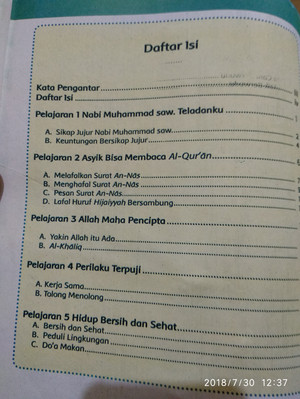 Daftar Isi
Kata Pengantar
Daftar Isi
Pelajaran 1 Nabi Muhammad saw. Teladanku
A. Sikap Jujur Nabi Muhammad saw.
B. Keuntungan Bersikap Jujur
Pelajaran 2 Asyik Bisa Membaca Al-Qur'ān
A. Melafalkan Surat An-Nās
B. Menghafal Surat An-Nās
C. Pesan Surat An-Nās
D. Lafal Huruf Hijaiyyah Bersambung
Pelajaran 3 Allah Maha Pencipta
A. Yakin Allah itu Ada
B. Al-Khāliq
Pelajaran 4 Perilaku Terpuji
A. Kerja Sama
B. Tolong Menolong
Pelajaran 5 Hidup Bersih dan Sehat
A. Bersih dan Sehat
B. Peduli Lingkungan
C. Do'a Makan
2018/7/30 12:37